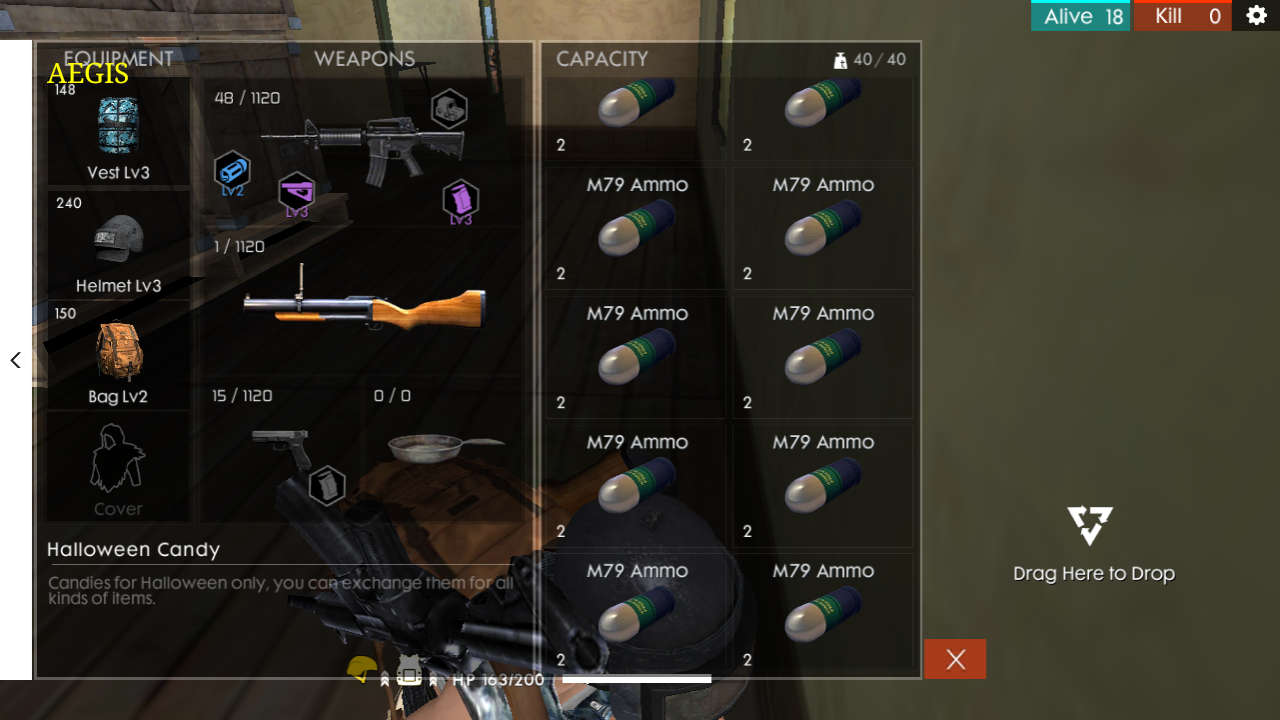 Alive 18
Kill 0
EQUIPMENT
WEAPONS
CAPACITY
40 / 40
AEGIS
148
Vest Lv3
240
Helmet Lv3
150
Bag Lv2
Cover
48 / 1120
Lv2
Lv3
Lv3
1 / 1120
15 / 1120
0 / 0
2
2
M79 Ammo
M79 Ammo
2
2
M79 Ammo
M79 Ammo
2
2
M79 Ammo
M79 Ammo
2
2
M79 Ammo
M79 Ammo
2
2
Halloween Candy
Candies for Halloween only, you can exchange them for all
kinds of items.
Drag Here to Drop
HP 163/200